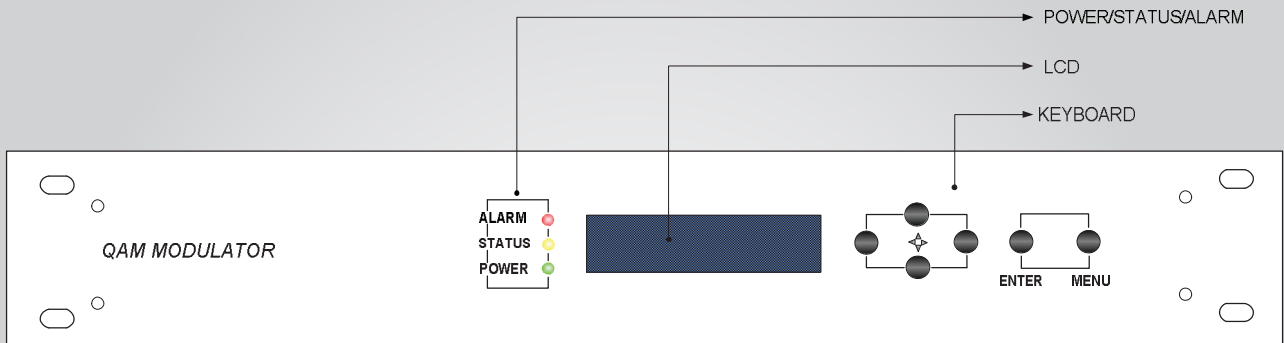 POWER/STATUS/ALARM
LCD
KEYBOARD
ALARM
STATUS
POWER
QAM MODULATOR
ENTER MENU